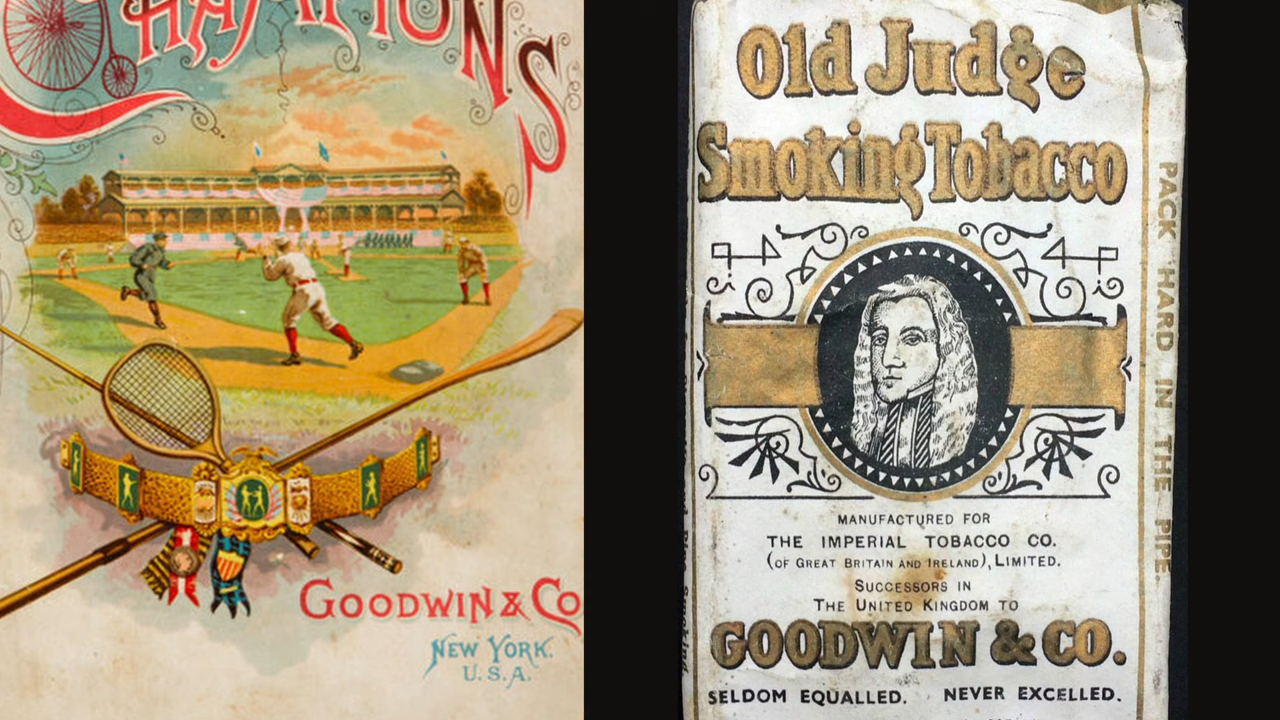 CHAMPIONS
GOODWIN & CO
NEW YORK.
U.S.A.
Old Judge
Smoking Tobacco
MANUFACTURED FOR
THE IMPERIAL TOBACCO CO.
(OF GREAT BRITAIN AND IRELAND), LIMITED.
SUCCESSORS IN
THE UNITED KINGDOM TO
GOODWIN & CO.
SELDOM EQUALLED. NEVER EXCELLED.
PACK HARD IN THE PIPE.